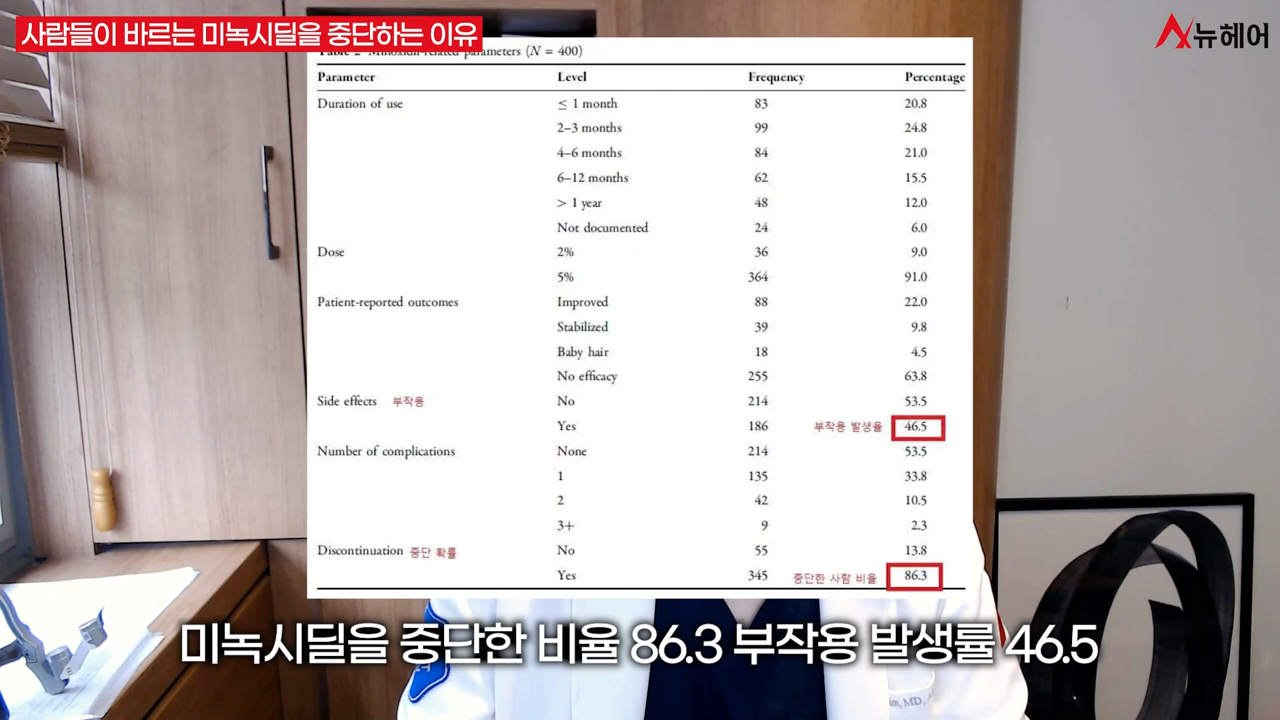 사람들이 바르는 미녹시딜을 중단하는 이유
뉴헤어
Table 2 Minoxidil-related parameters (N = 400)
Parameter Level Frequency Percentage
Duration of use ≤ 1 month 83 20.8
2–3 months 99 24.8
4–6 months 84 21.0
6–12 months 62 15.5
> 1 year 48 12.0
Not documented 24 6.0
Dose 2% 36 9.0
5% 364 91.0
Patient-reported outcomes Improved 88 22.0
Stabilized 39 9.8
Baby hair 18 4.5
No efficacy 255 63.8
Side effects 부작용 No 214 53.5
Yes 186 부작용 발생율 46.5
Number of complications None 214 53.5
1 135 33.8
2 42 10.5
3+ 9 2.3
Discontinuation 중단 확률 No 55 13.8
Yes 345 중단한 사람 비율 86.3
미녹시딜을 중단한 비율 86.3 부작용 발생률 46.5
MD,